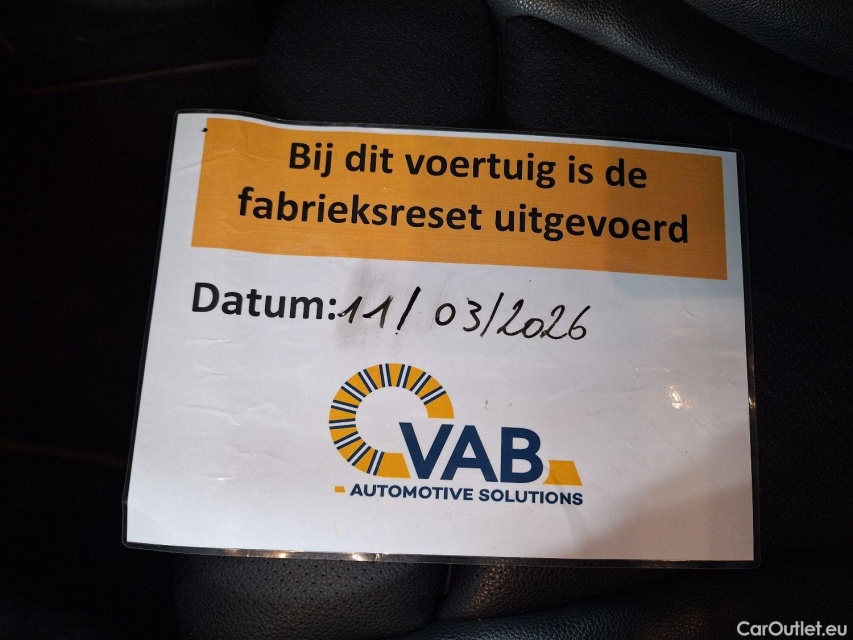 Bij dit voertuig is de
fabrieksreset uitgevoerd
Datum: 11/03/2026
VAB
AUTOMOTIVE SOLUTIONS
CarOutlet.eu